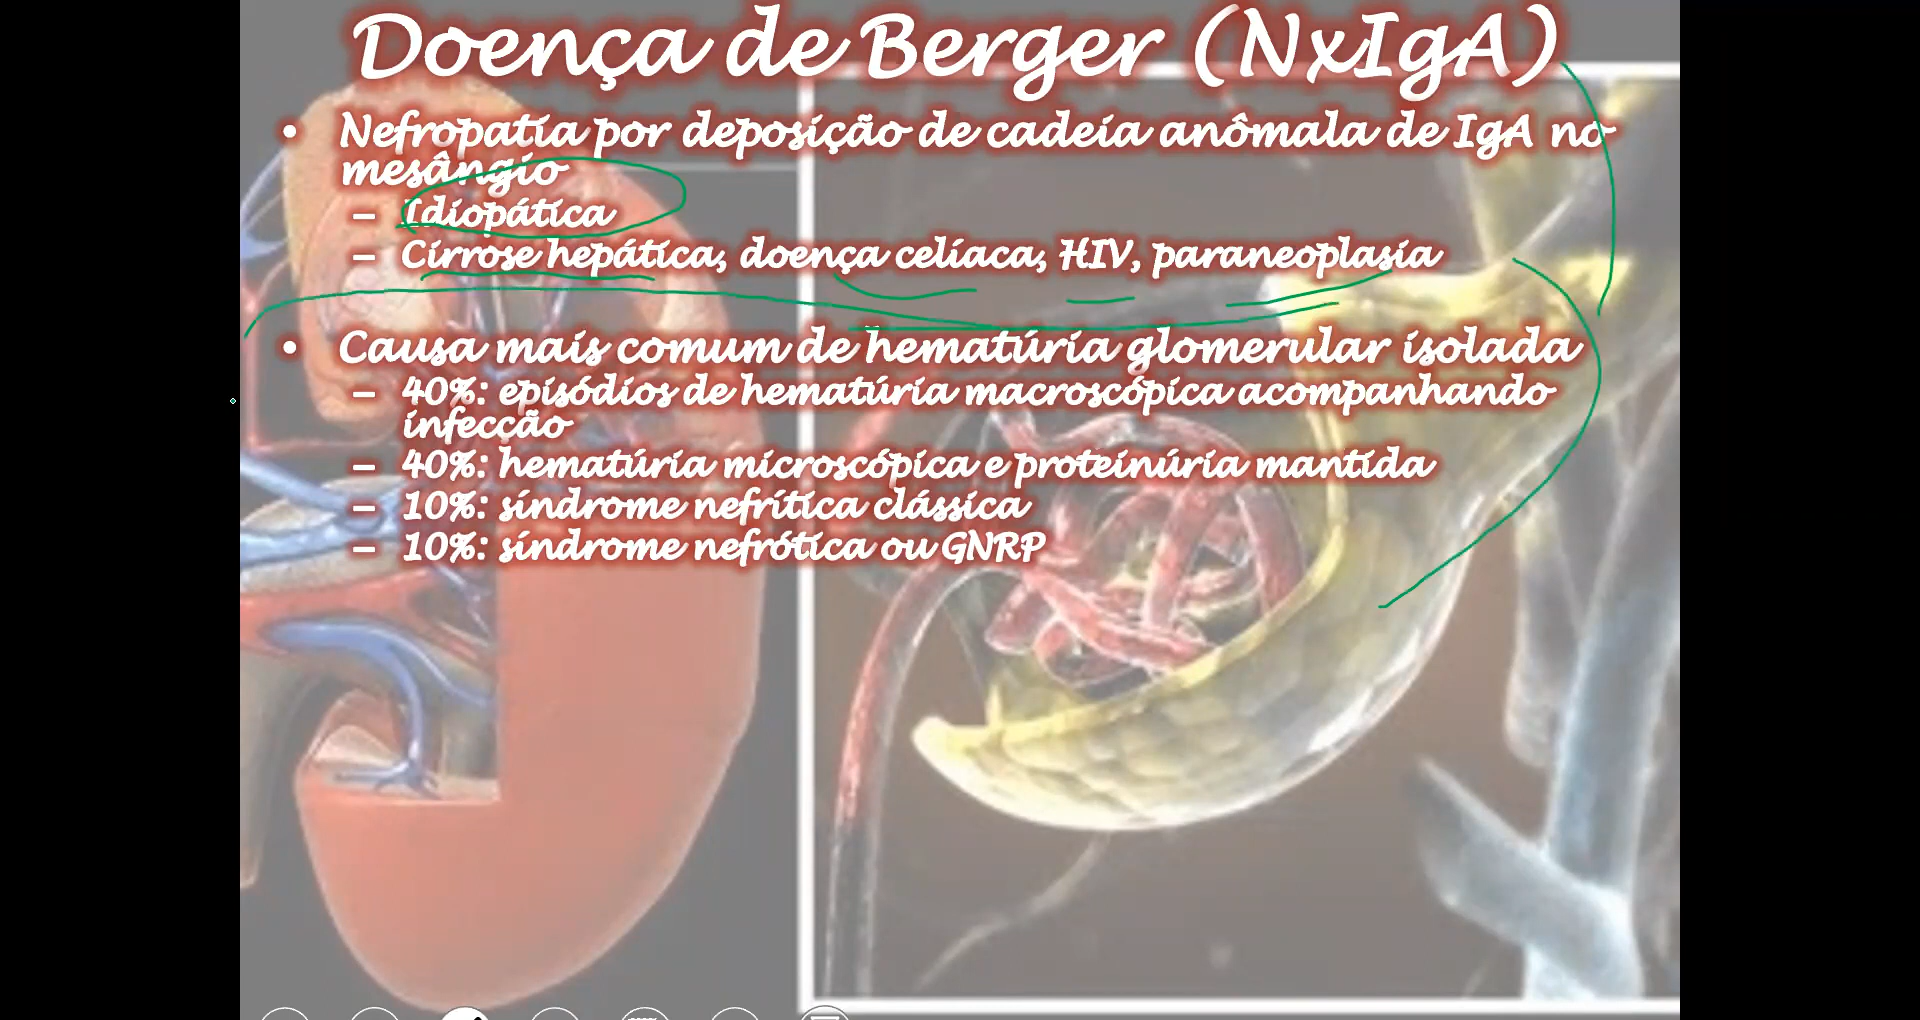 Doença de Berger (NxIgA)
• Nefropatia por deposição de cadeia anômala de IgA no
mesângio
– Idiopática
– Cirrose hepática, doença celíaca, HIV, paraneoplasia
• Causa mais comum de hematúria glomerular isolada
– 40%: episódios de hematúria macroscópica acompanhando
infecção
– 40%: hematúria microscópica e proteinúria mantida
– 10%: síndrome nefrítica clássica
– 10%: síndrome nefrótica ou GNRP